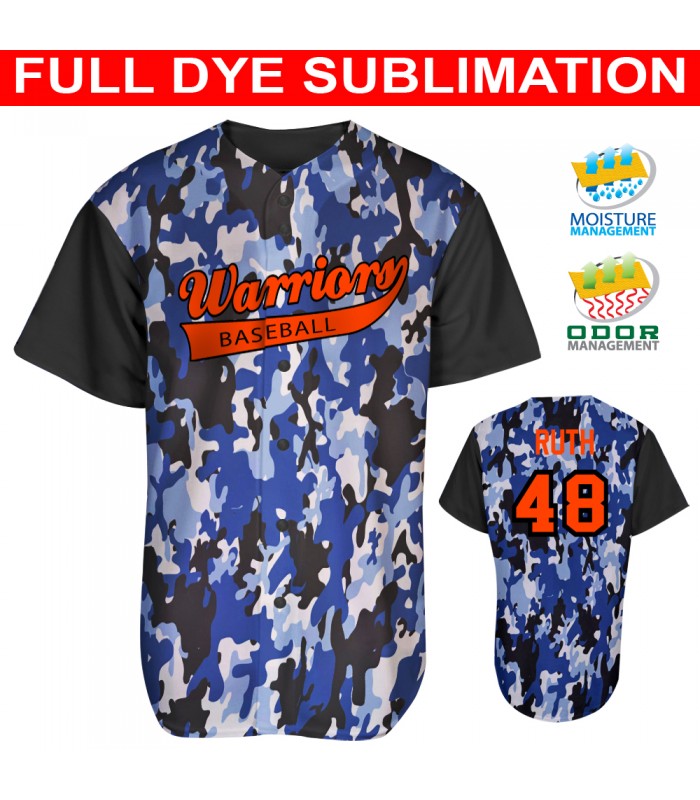 FULL DYE SUBLIMATION
Warriors
BASEBALL
MOISTURE
MANAGEMENT
ODOR
MANAGEMENT
RUTH
48